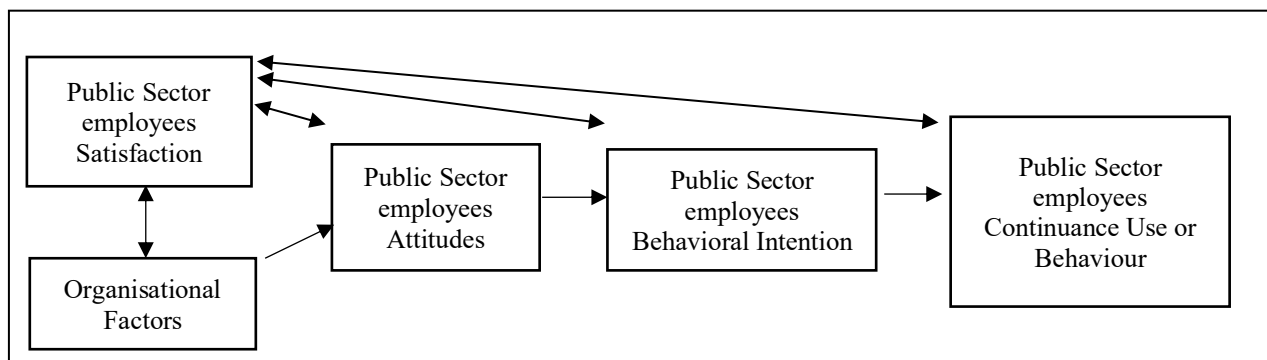 Public Sector
employees
Satisfaction
Organisational
Factors
Public Sector
employees
Attitudes
Public Sector
employees
Behavioral Intention
Public Sector
employees
Continuance Use or
Behaviour